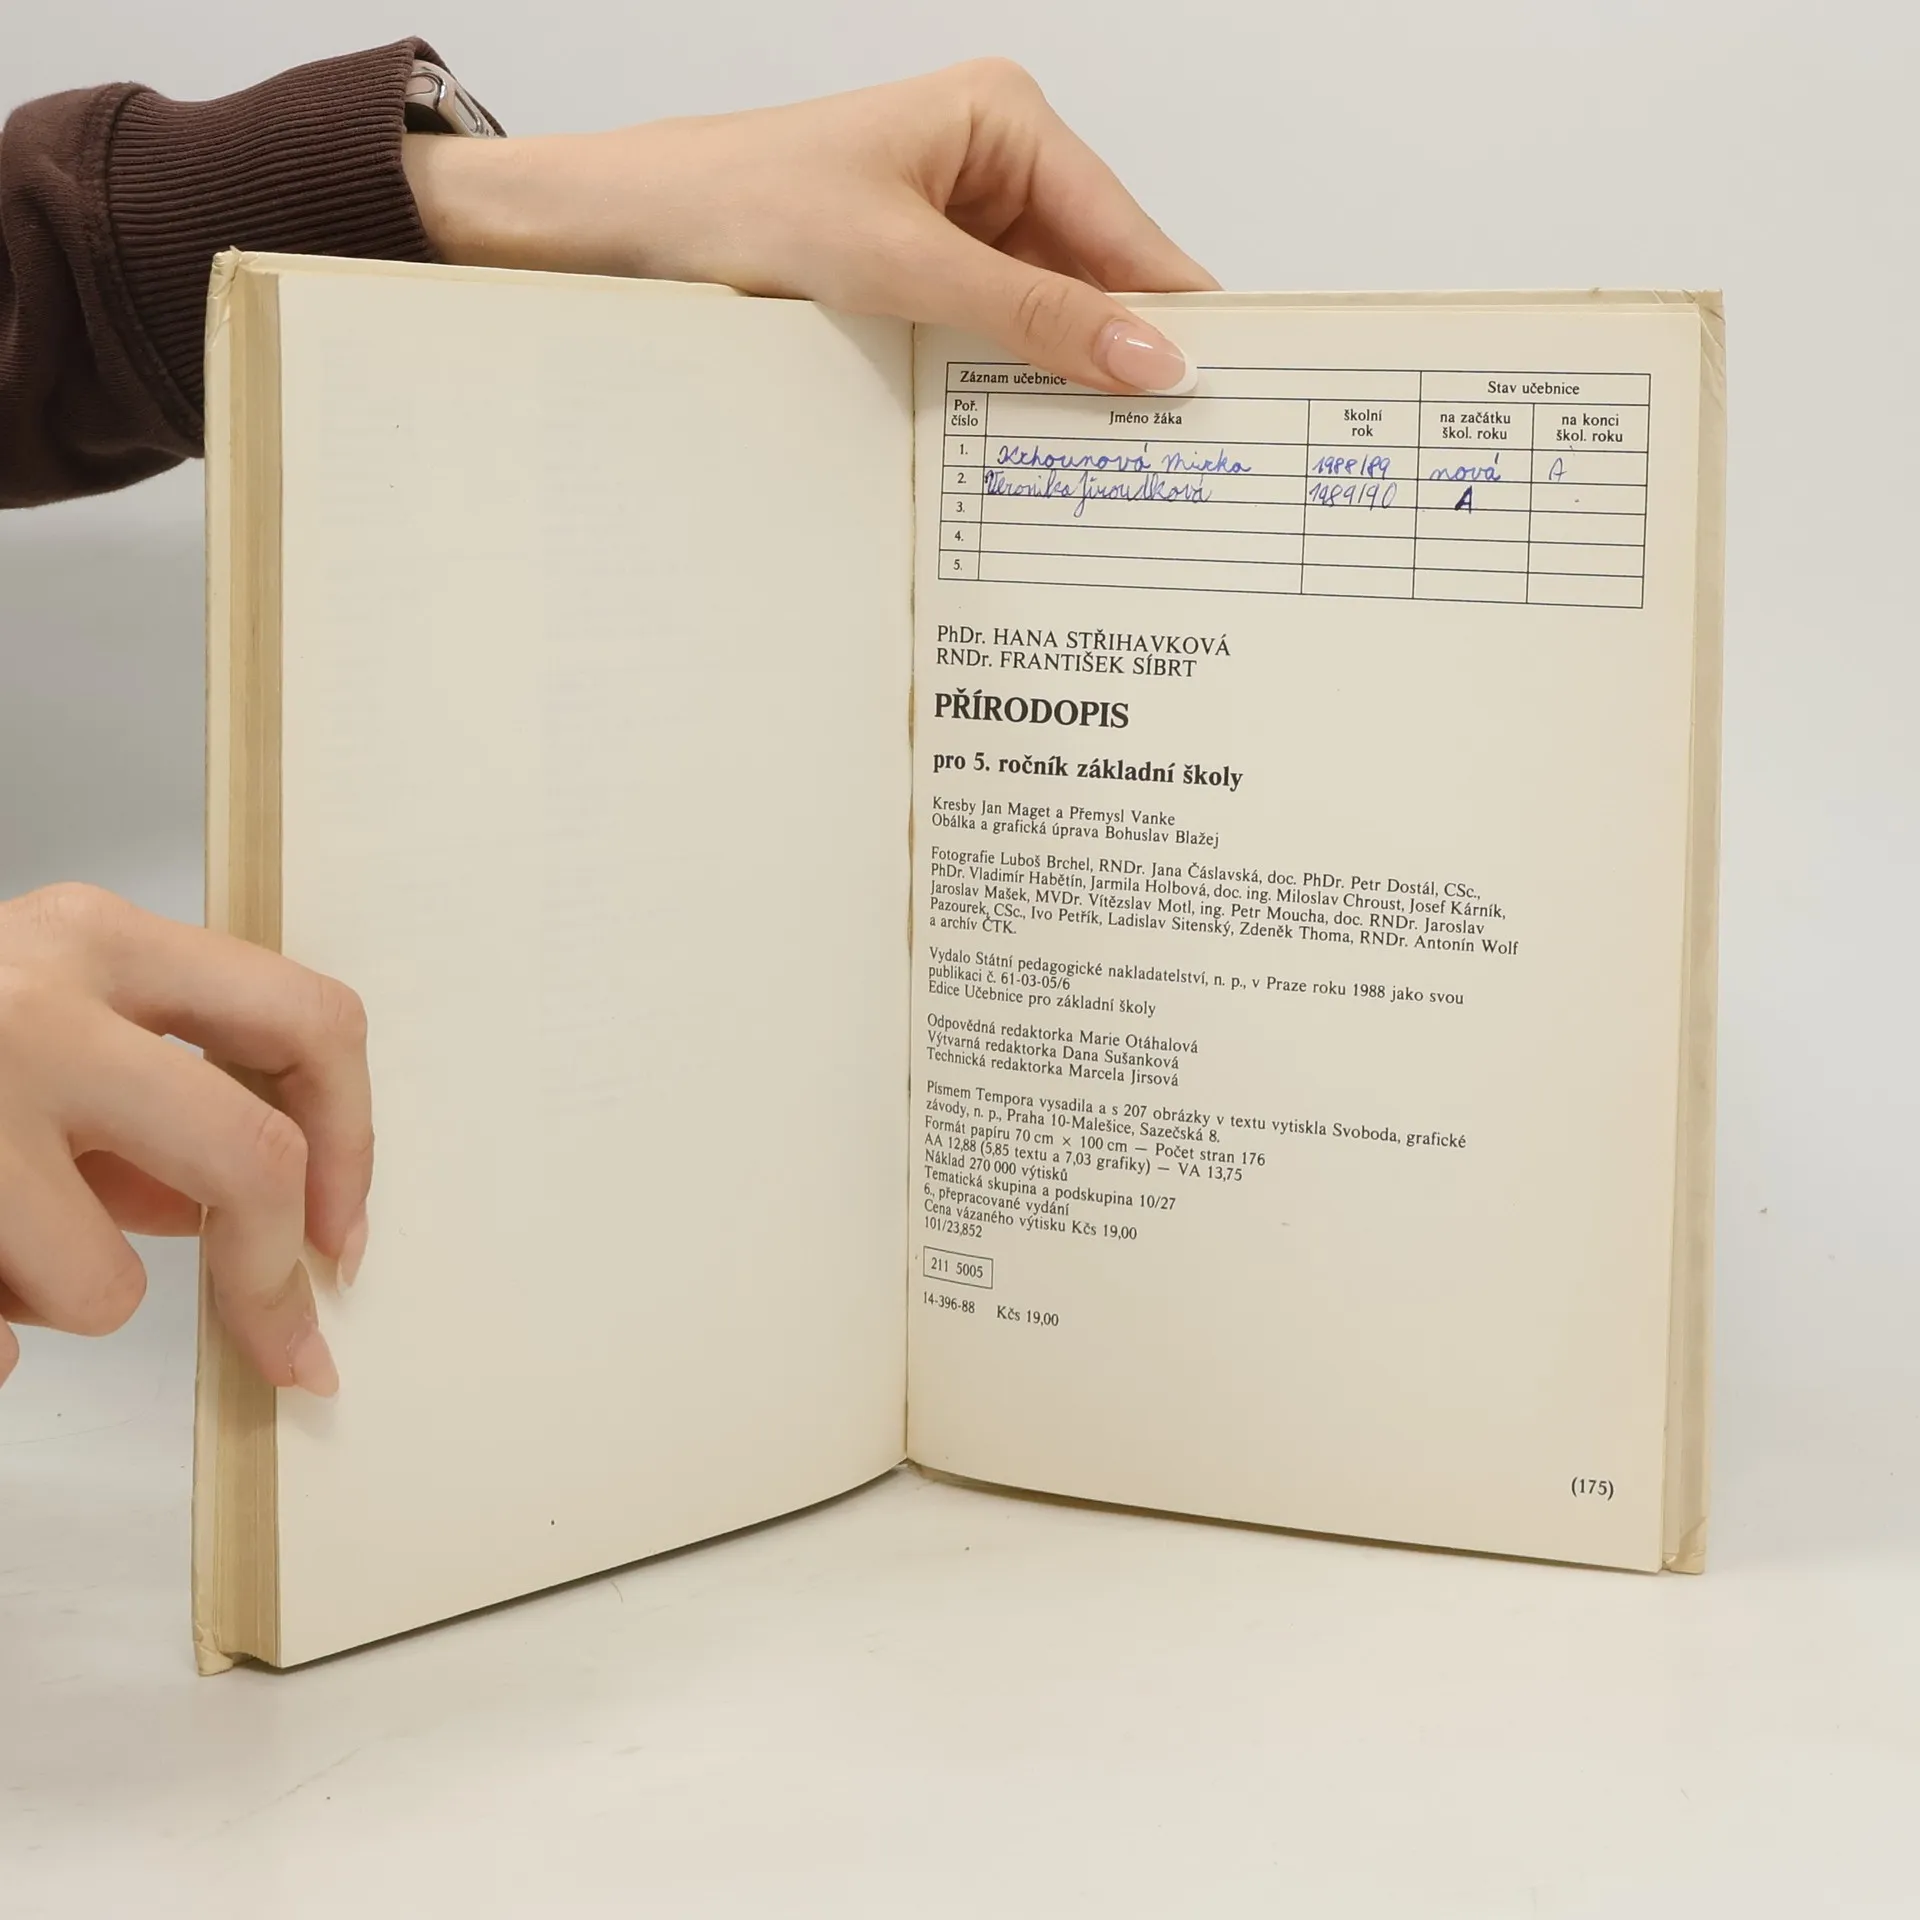 Záznam učebnice Stav učebnice
Poř. číslo Jméno žáka školní rok na začátku škol. roku na konci škol. roku
1. Krhounová Mirka 1988/89 nová A
2. Veronika Jiroudková 1989/90 A
3.
4.
5.
PhDr. HANA STŘIHAVKOVÁ
RNDr. FRANTIŠEK SÍBRT
PŘÍRODOPIS
pro 5. ročník základní školy
Kresby Jan Maget a Přemysl Vanke
Obálka a grafická úprava Bohuslav Blažej
Fotografie Luboš Brchel, RNDr. Jana Čáslavská, doc. PhDr. Petr Dostál, CSc.,
PhDr. Vladimír Habětín, Jarmila Holbová, doc. ing. Miloslav Chroust, Josef Kárník,
Jaroslav Mašek, MVDr. Vítězslav Motl, ing. Petr Moucha, doc. RNDr. Jaroslav
Pazourek, CSc., Ivo Petřík, Ladislav Sitenský, Zdeněk Thoma, RNDr. Antonín Wolf
a archív ČTK.
Vydalo Státní pedagogické nakladatelství, n. p., v Praze roku 1988 jako svou
publikaci č. 61-03-05/6
Edice Učebnice pro základní školy
Odpovědná redaktorka Marie Otáhalová
Výtvarná redaktorka Dana Sušanková
Technická redaktorka Marcela Jirsová
Písmem Tempora vysadila a s 207 obrázky v textu vytiskla Svoboda, grafické
závody, n. p., Praha 10-Malešice, Sazečská 8.
Formát papíru 70 cm × 100 cm — Počet stran 176
AA 12,88 (5,85 textu a 7,03 grafiky) — VA 13,75
Náklad 270 000 výtisků
Tematická skupina a podskupina 10/27
6., přepracované vydání
Cena vázaného výtisku Kčs 19,00
101/23,852
211 5005
14-396-88 Kčs 19,00
(175)